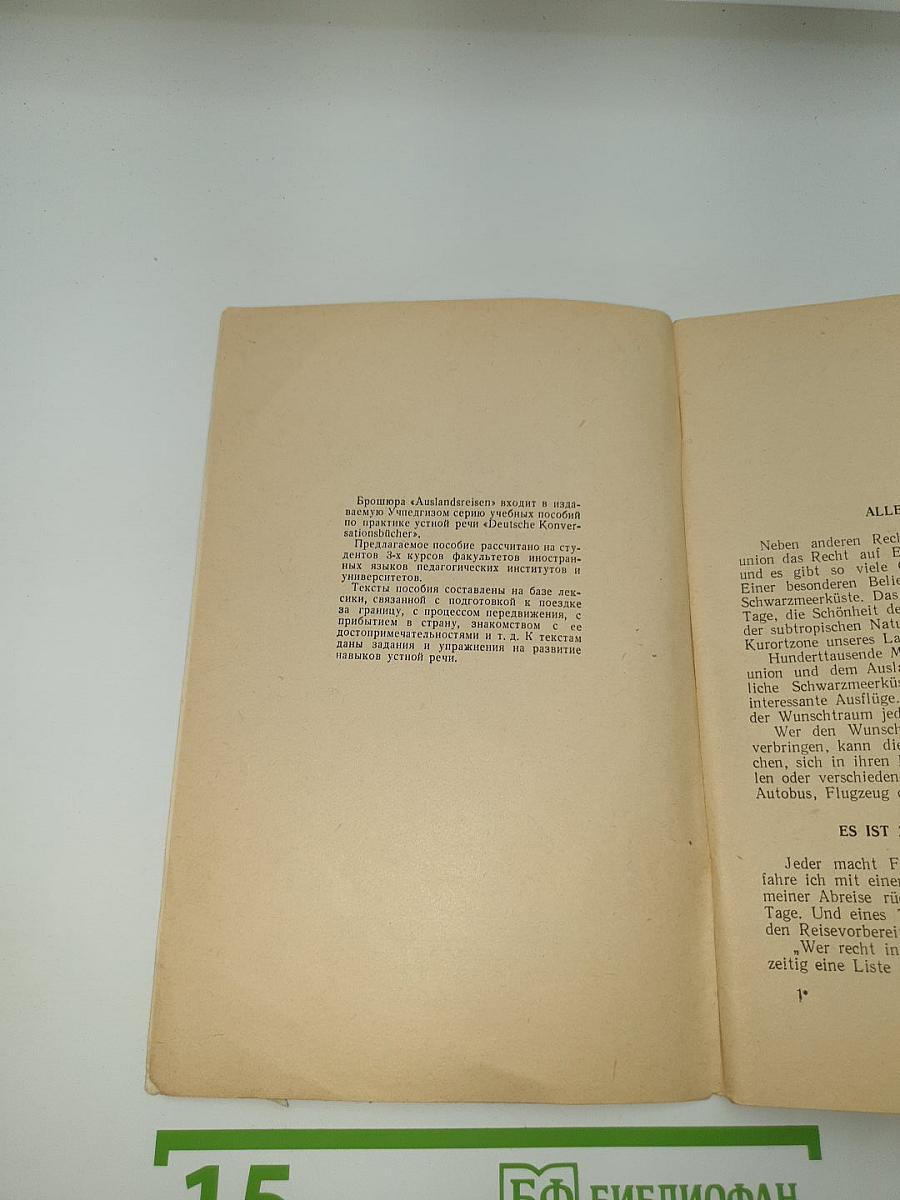 Брошюра «Auslandsreisen» входит в изда-
ваемую Учпедгизом серию учебных пособий
по практике устной речи «Deutsche Konver-
sationsbücher».
Предлагаемое пособие рассчитано на сту-
дентов 3-х курсов факультетов иностран-
ных языков педагогических институтов и
университетов.
Тексты пособия составлены на базе лек-
сики, связанной с подготовкой к поездке
за границу, с процессом передвижения, с
прибытием в страну, знакомством с ее
достопримечательностями и т. д. К текстам
даны задания и упражнения на развитие
навыков устной речи.
ALLE
Neben anderen Rech
union das Recht auf E
und es gibt so viele
Einer besonderen Belie
Schwarzmeerküste. Das
Tage, die Schönheit de
der subtropischen Natu
Kurortzone unseres La
Hunderttausende M
union und dem Ausla
liche Schwarzmeerküs
interessante Ausflüge.
der Wunschtraum jed
Wer den Wunsch
verbringen, kann die
chen, sich in ihren
len oder verschieden
Autobus, Flugzeug
ES IST
Jeder macht F
fahre ich mit einer
meiner Abreise rü
Tage. Und eines
den Reisevorberei
„Wer recht in
zeitig eine Liste
1*
15
БФ БИБЛИОФАН